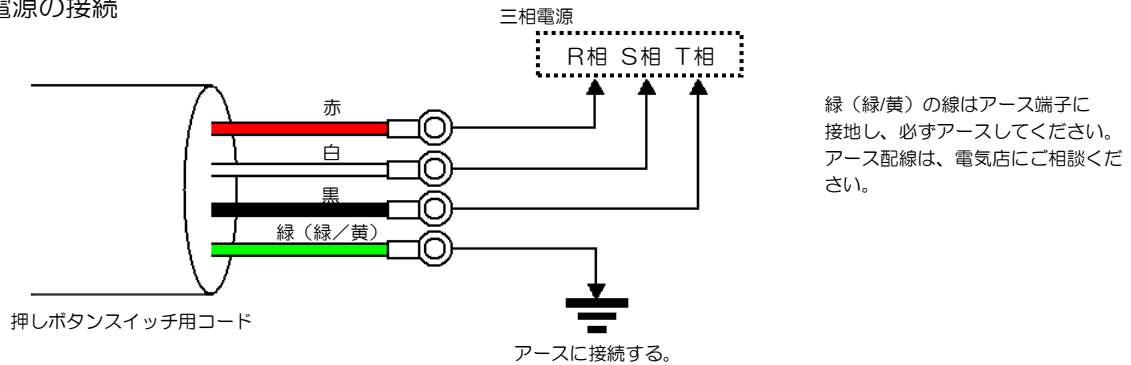 電源の接続
三相電源
R相 S相 T相
赤
白
黒
緑（緑／黄）
押しボタンスイッチ用コード
アースに接続する。
緑（緑/黄）の線はアース端子に
接地し、必ずアースしてください。
アース配線は、電気店にご相談くだ
さい。